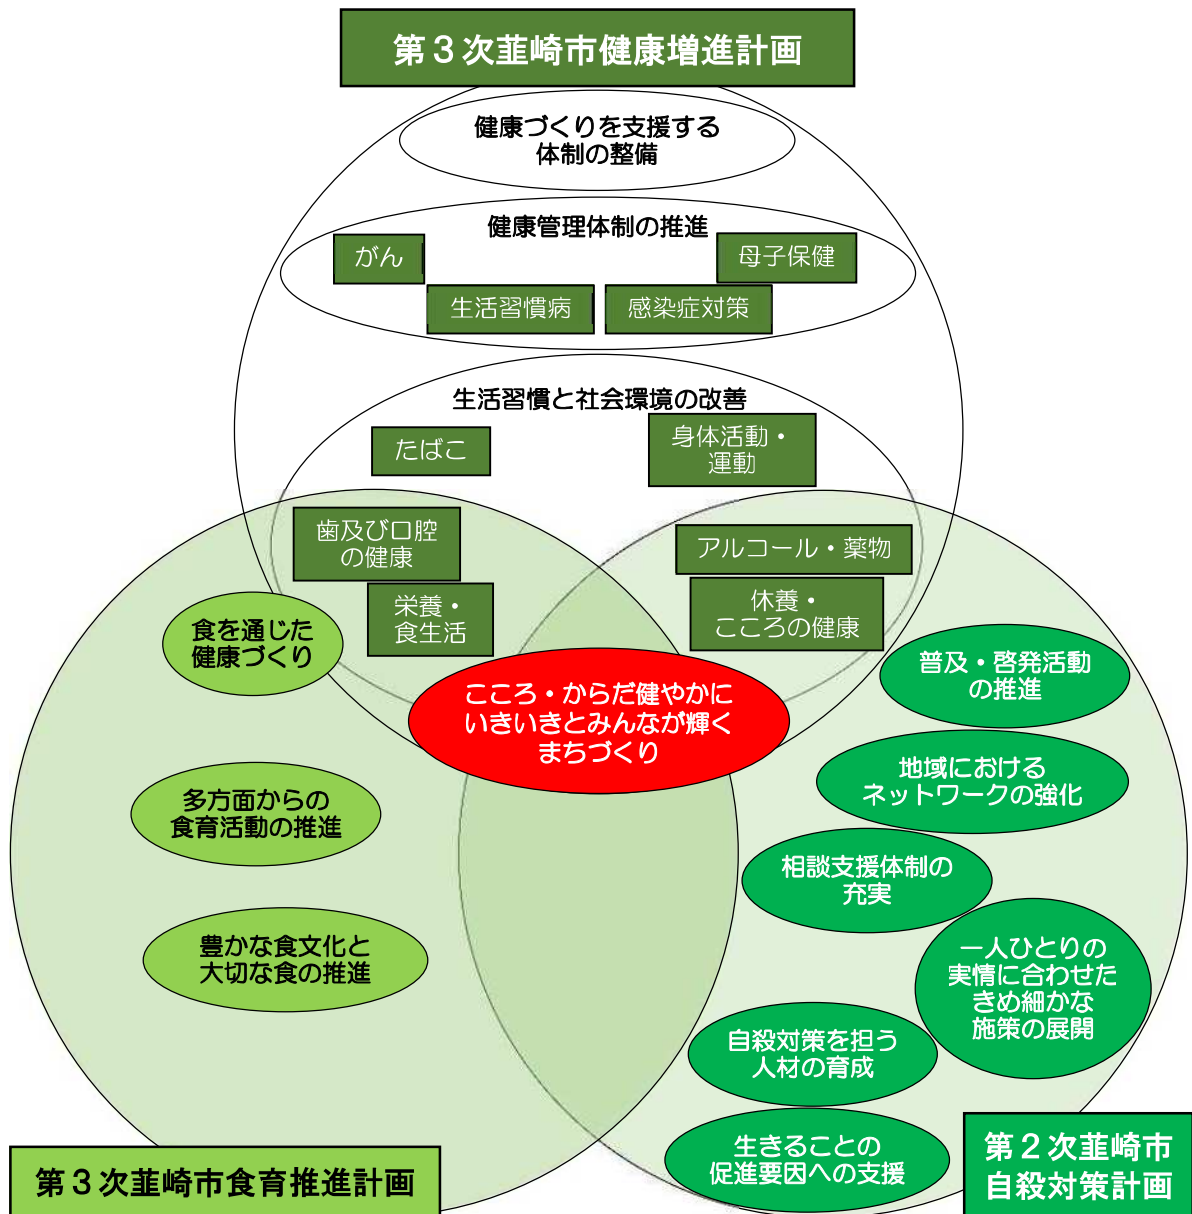 第３次韮崎市健康増進計画
健康づくりを支援する
体制の整備
健康管理体制の推進
がん
母子保健
生活習慣病
感染症対策
生活習慣と社会環境の改善
たばこ
身体活動・
運動
歯及び口腔
の健康
アルコール・薬物
栄養・
食生活
休養・
こころの健康
食を通じた
健康づくり
こころ・からだ健やかに
いきいきとみんなが輝く
まちづくり
普及・啓発活動
の推進
地域における
ネットワークの強化
多方面からの
食育活動の推進
相談支援体制の
充実
豊かな食文化と
大切な食の推進
一人ひとりの
実情に合わせた
きめ細かな
施策の展開
自殺対策を担う
人材の育成
生きることの
促進要因への支援
第３次韮崎市食育推進計画
第２次韮崎市
自殺対策計画